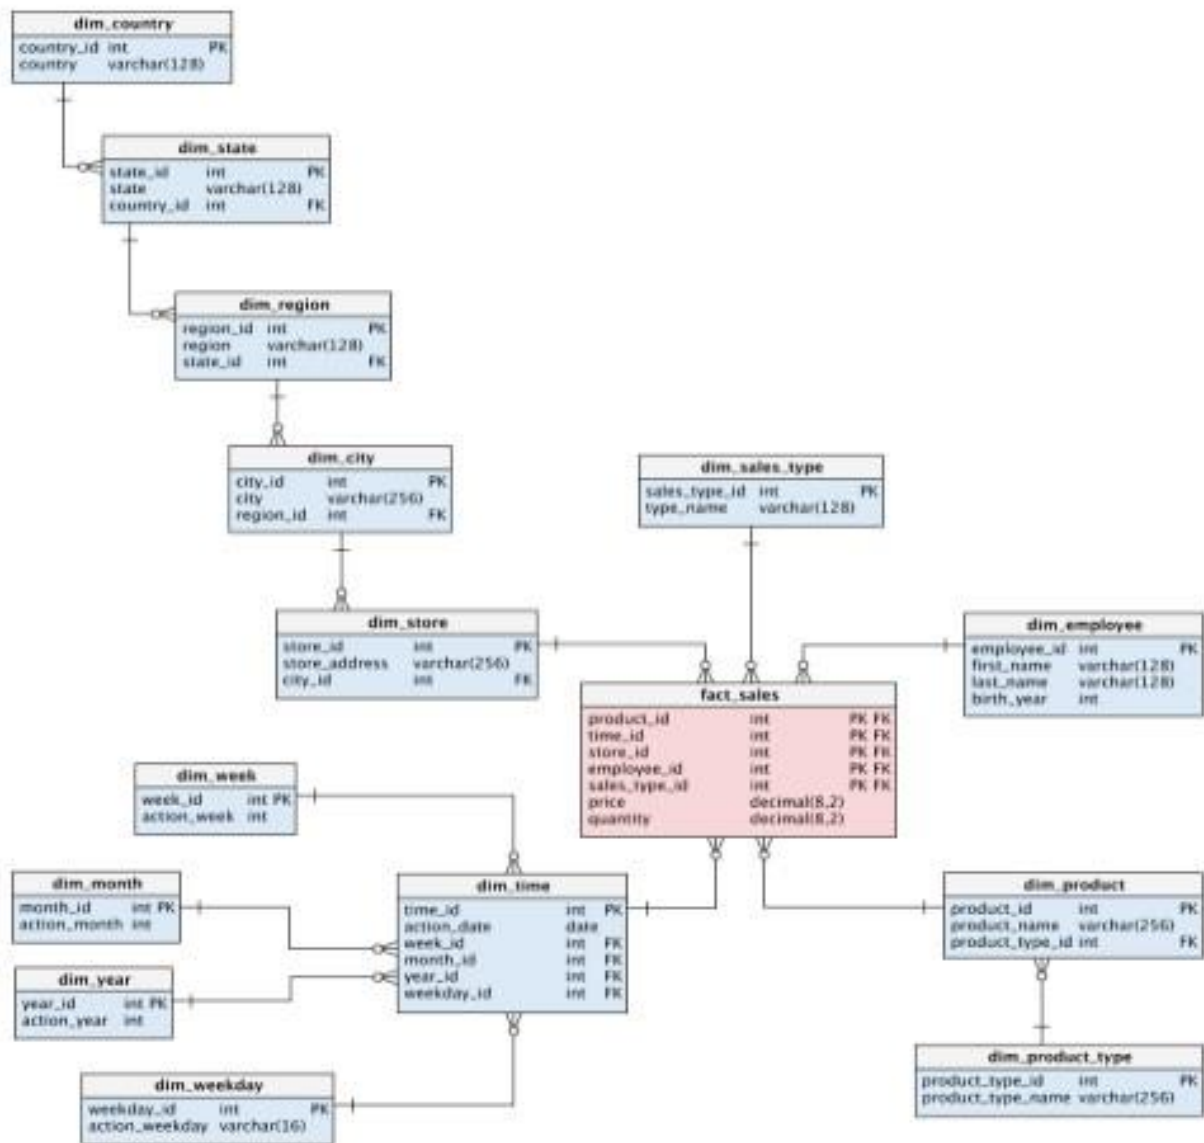 dim_country
country_id int PK
country varchar(128)
dim_state
state_id int PK
state varchar(128)
country_id int FK
dim_region
region_id int PK
region varchar(128)
state_id int FK
dim_city
city_id int PK
city varchar(256)
region_id int FK
dim_sales_type
sales_type_id int PK
type_name varchar(128)
dim_store
store_id int PK
store_address varchar(256)
city_id int FK
dim_employee
employee_id int PK
first_name varchar(128)
last_name varchar(128)
birth_year int
fact_sales
product_id int PK FK
time_id int PK FK
store_id int PK FK
employee_id int PK FK
sales_type_id int PK FK
price decimal(8,2)
quantity decimal(8,2)
dim_week
week_id int PK
action_week int
dim_month
month_id int PK
action_month int
dim_time
time_id int PK
action_date date
week_id int FK
month_id int FK
year_id int FK
weekday_id int FK
dim_product
product_id int PK
product_name varchar(256)
product_type_id int FK
dim_year
year_id int PK
action_year int
dim_weekday
weekday_id int PK
action_weekday varchar(16)
dim_product_type
product_type_id int PK
product_type_name varchar(256)